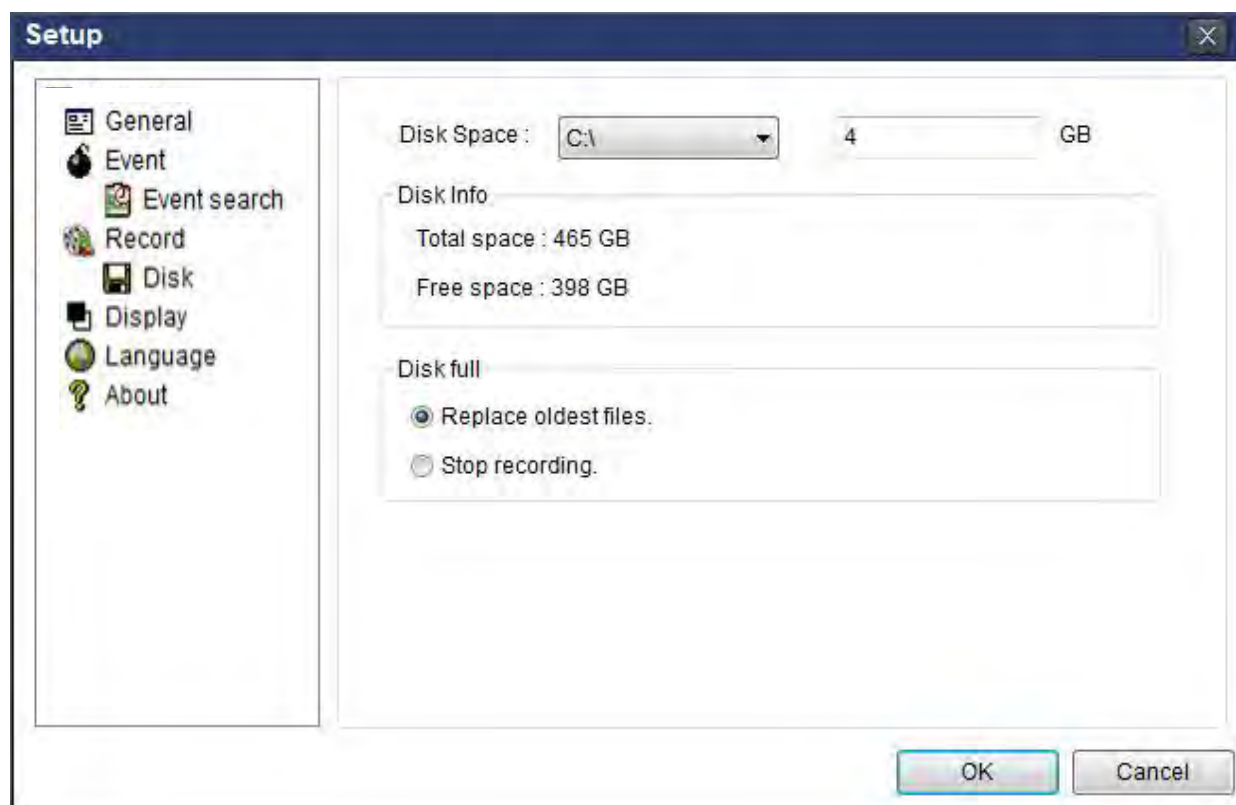 Setup
General
Event
Event search
Record
Disk
Display
Language
About
Disk Space : C:\ 4 GB
Disk Info
Total space : 465 GB
Free space : 398 GB
Disk full
Replace oldest files.
Stop recording.
OK Cancel